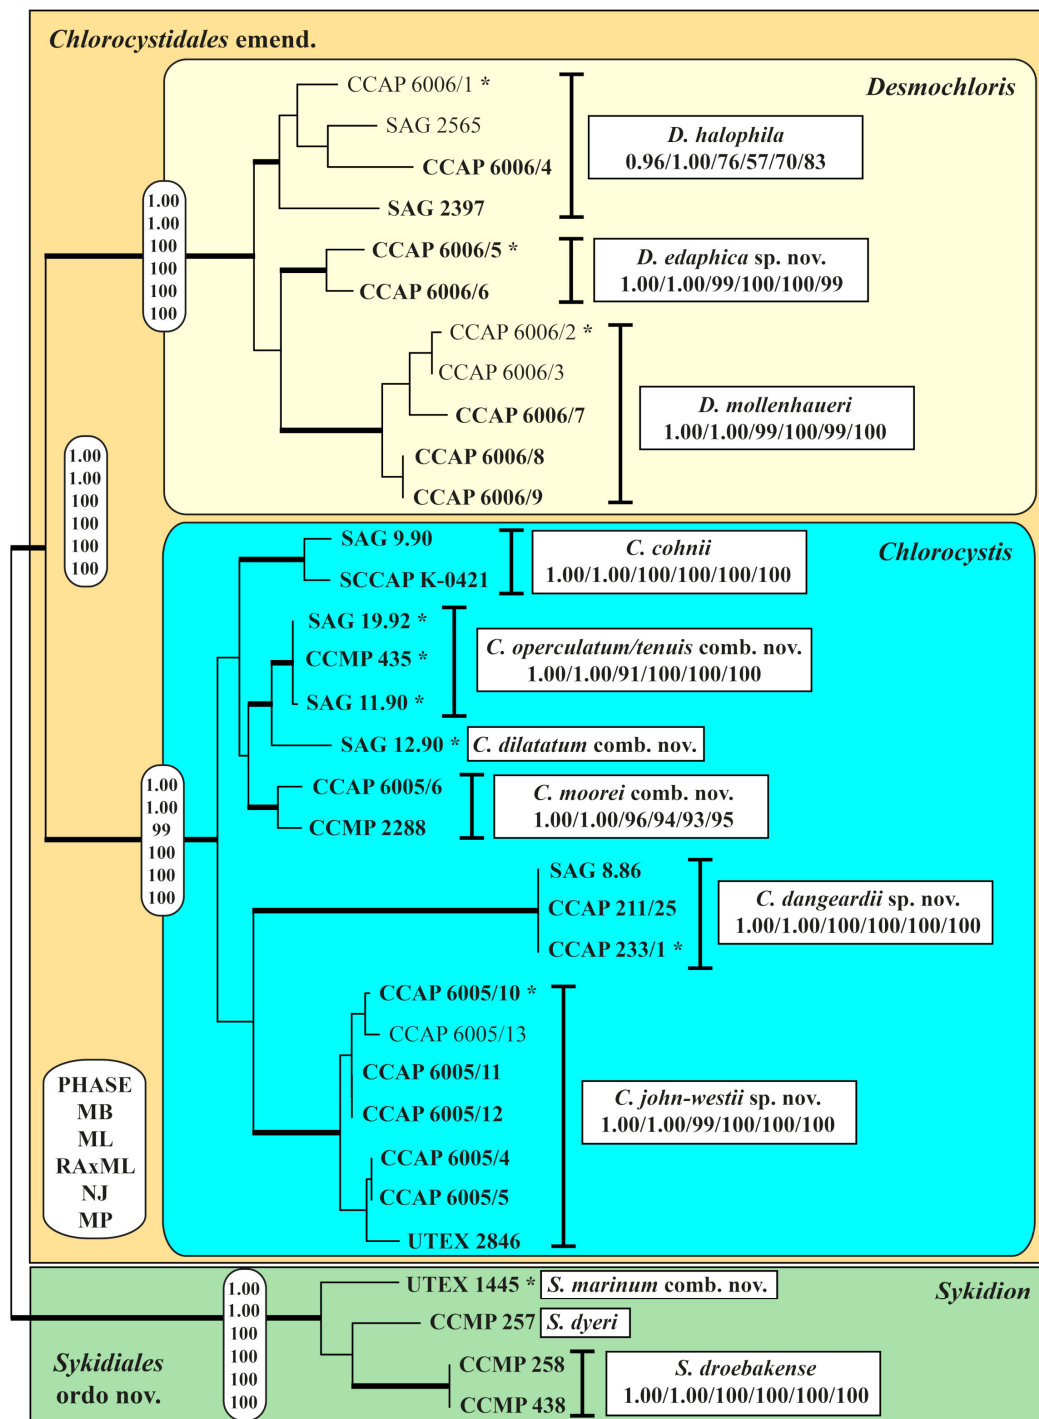 Chlorocystidales emend.
Desmochloris
CCAP 6006/1 *
SAG 2565
CCAP 6006/4
SAG 2397
D. halophila
0.96/1.00/76/57/70/83
1.00
1.00
100
100
100
100
CCAP 6006/5 *
CCAP 6006/6
D. edaphica sp. nov.
1.00/1.00/99/100/100/99
CCAP 6006/2 *
CCAP 6006/3
CCAP 6006/7
CCAP 6006/8
CCAP 6006/9
D. mollenhaueri
1.00/1.00/99/100/99/100
1.00
1.00
100
100
100
100
Chlorocystis
SAG 9.90
SCCAP K-0421
C. cohnii
1.00/1.00/100/100/100/100
SAG 19.92 *
CCMP 435 *
SAG 11.90 *
C. operculatum/tenuis comb. nov.
1.00/1.00/91/100/100/100
SAG 12.90 *
C. dilatatum comb. nov.
CCAP 6005/6
CCMP 2288
C. moorei comb. nov.
1.00/1.00/96/94/93/95
1.00
1.00
99
100
100
100
SAG 8.86
CCAP 211/25
CCAP 233/1 *
C. dangeardii sp. nov.
1.00/1.00/100/100/100/100
CCAP 6005/10 *
CCAP 6005/13
CCAP 6005/11
CCAP 6005/12
CCAP 6005/4
CCAP 6005/5
UTEX 2846
C. john-westii sp. nov.
1.00/1.00/99/100/100/100
PHASE
MB
ML
RAxML
NJ
MP
Sykidion
UTEX 1445 *
S. marinum comb. nov.
CCMP 257
S. dyeri
CCMP 258
CCMP 438
S. droebakense
1.00/1.00/100/100/100/100
1.00
1.00
100
100
100
100
Sykidiales
ordo nov.